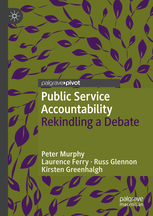 palgrave►pivot
Public Service
Accountability
Rekindling a Debate
Peter Murphy
Laurence Ferry · Russ Glennon
Kirsten Greenhalgh
palgrave
macmillan